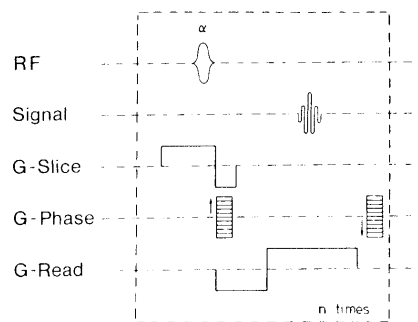 α
RF
Signal
G-Slice
G-Phase
G-Read
n times